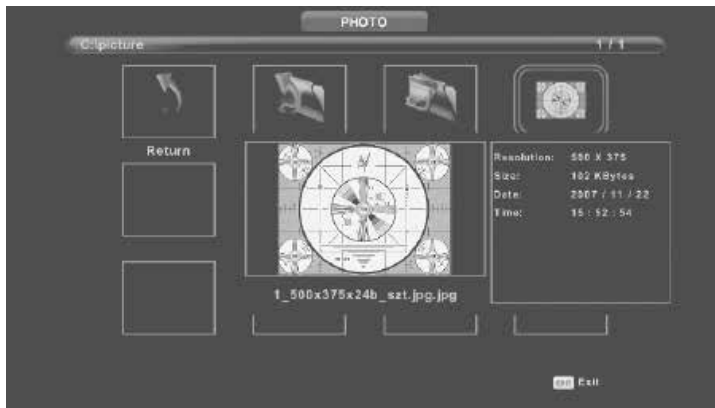 PHOTO
C:\picture 1 / 1
Return
Resolution: 500 X 375
Size: 102 KBytes
Date: 2007 / 11 / 22
Time: 15 : 52 : 54
1_500x375x24b_szt.jpg.jpg
Exit